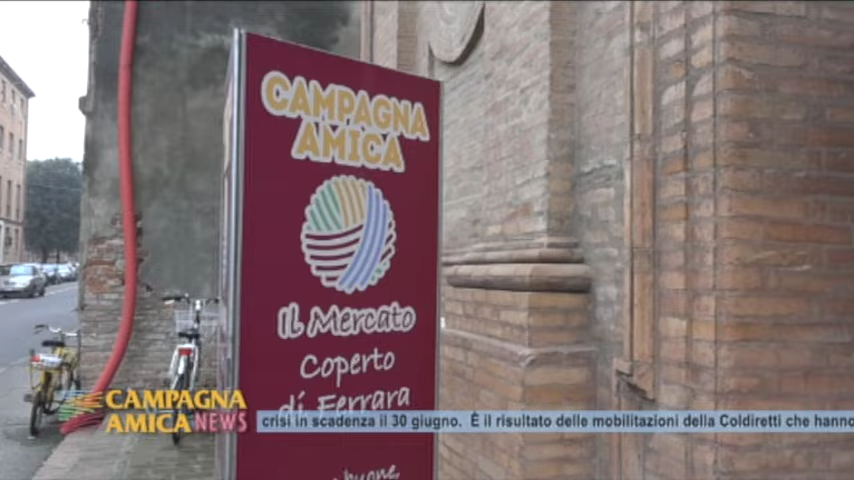 CAMPAGNA
AMICA
Il Mercato
Coperto
di Ferrara
CAMPAGNA
AMICA NEWS
crisi in scadenza il 30 giugno. È il risultato delle mobilitazioni della Coldiretti che hanno